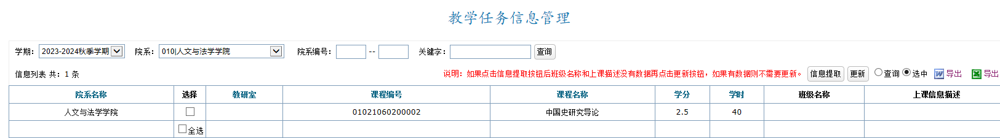 教学任务信息管理
学期： 2023-2024秋季学期 院系： 010|人文与法学学院 院系编号： -- 关键字： 查询
信息列表 共：1 条 说明：如果点击信息提取按钮后班级名称和上课描述没有数据再点击更新按钮，如果有数据则不需要更新。 信息提取 更新 查询 选中 导出 导出
院系名称 选择 教研室 课程编号 课程名称 学分 学时 班级名称 上课信息描述
人文与法学学院 01021060200002 中国史研究导论 2.5 40
全选